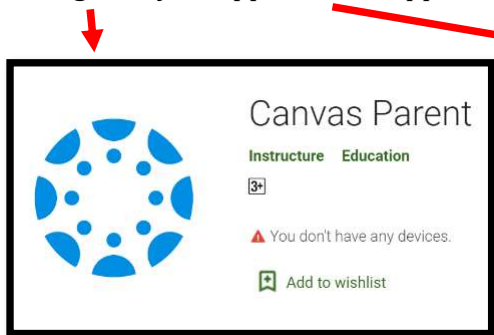 Canvas Parent
Instructure Education
3+
You don't have any devices.
Add to wishlist